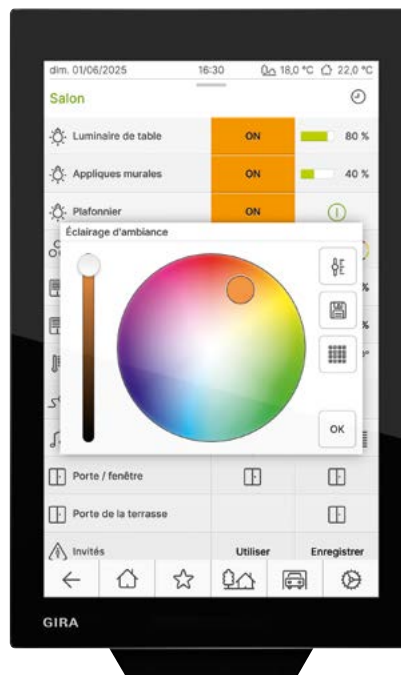 dim. 01/06/2025 16:30 18,0 °C 22,0 °C
Salon
Luminaire de table ON 80 %
Appliques murales ON 40 %
Plafonnier ON
Éclairage d'ambiance
%
%
OK
Porte / fenêtre
Porte de la terrasse
Invités Utiliser Enregistrer
GIRA